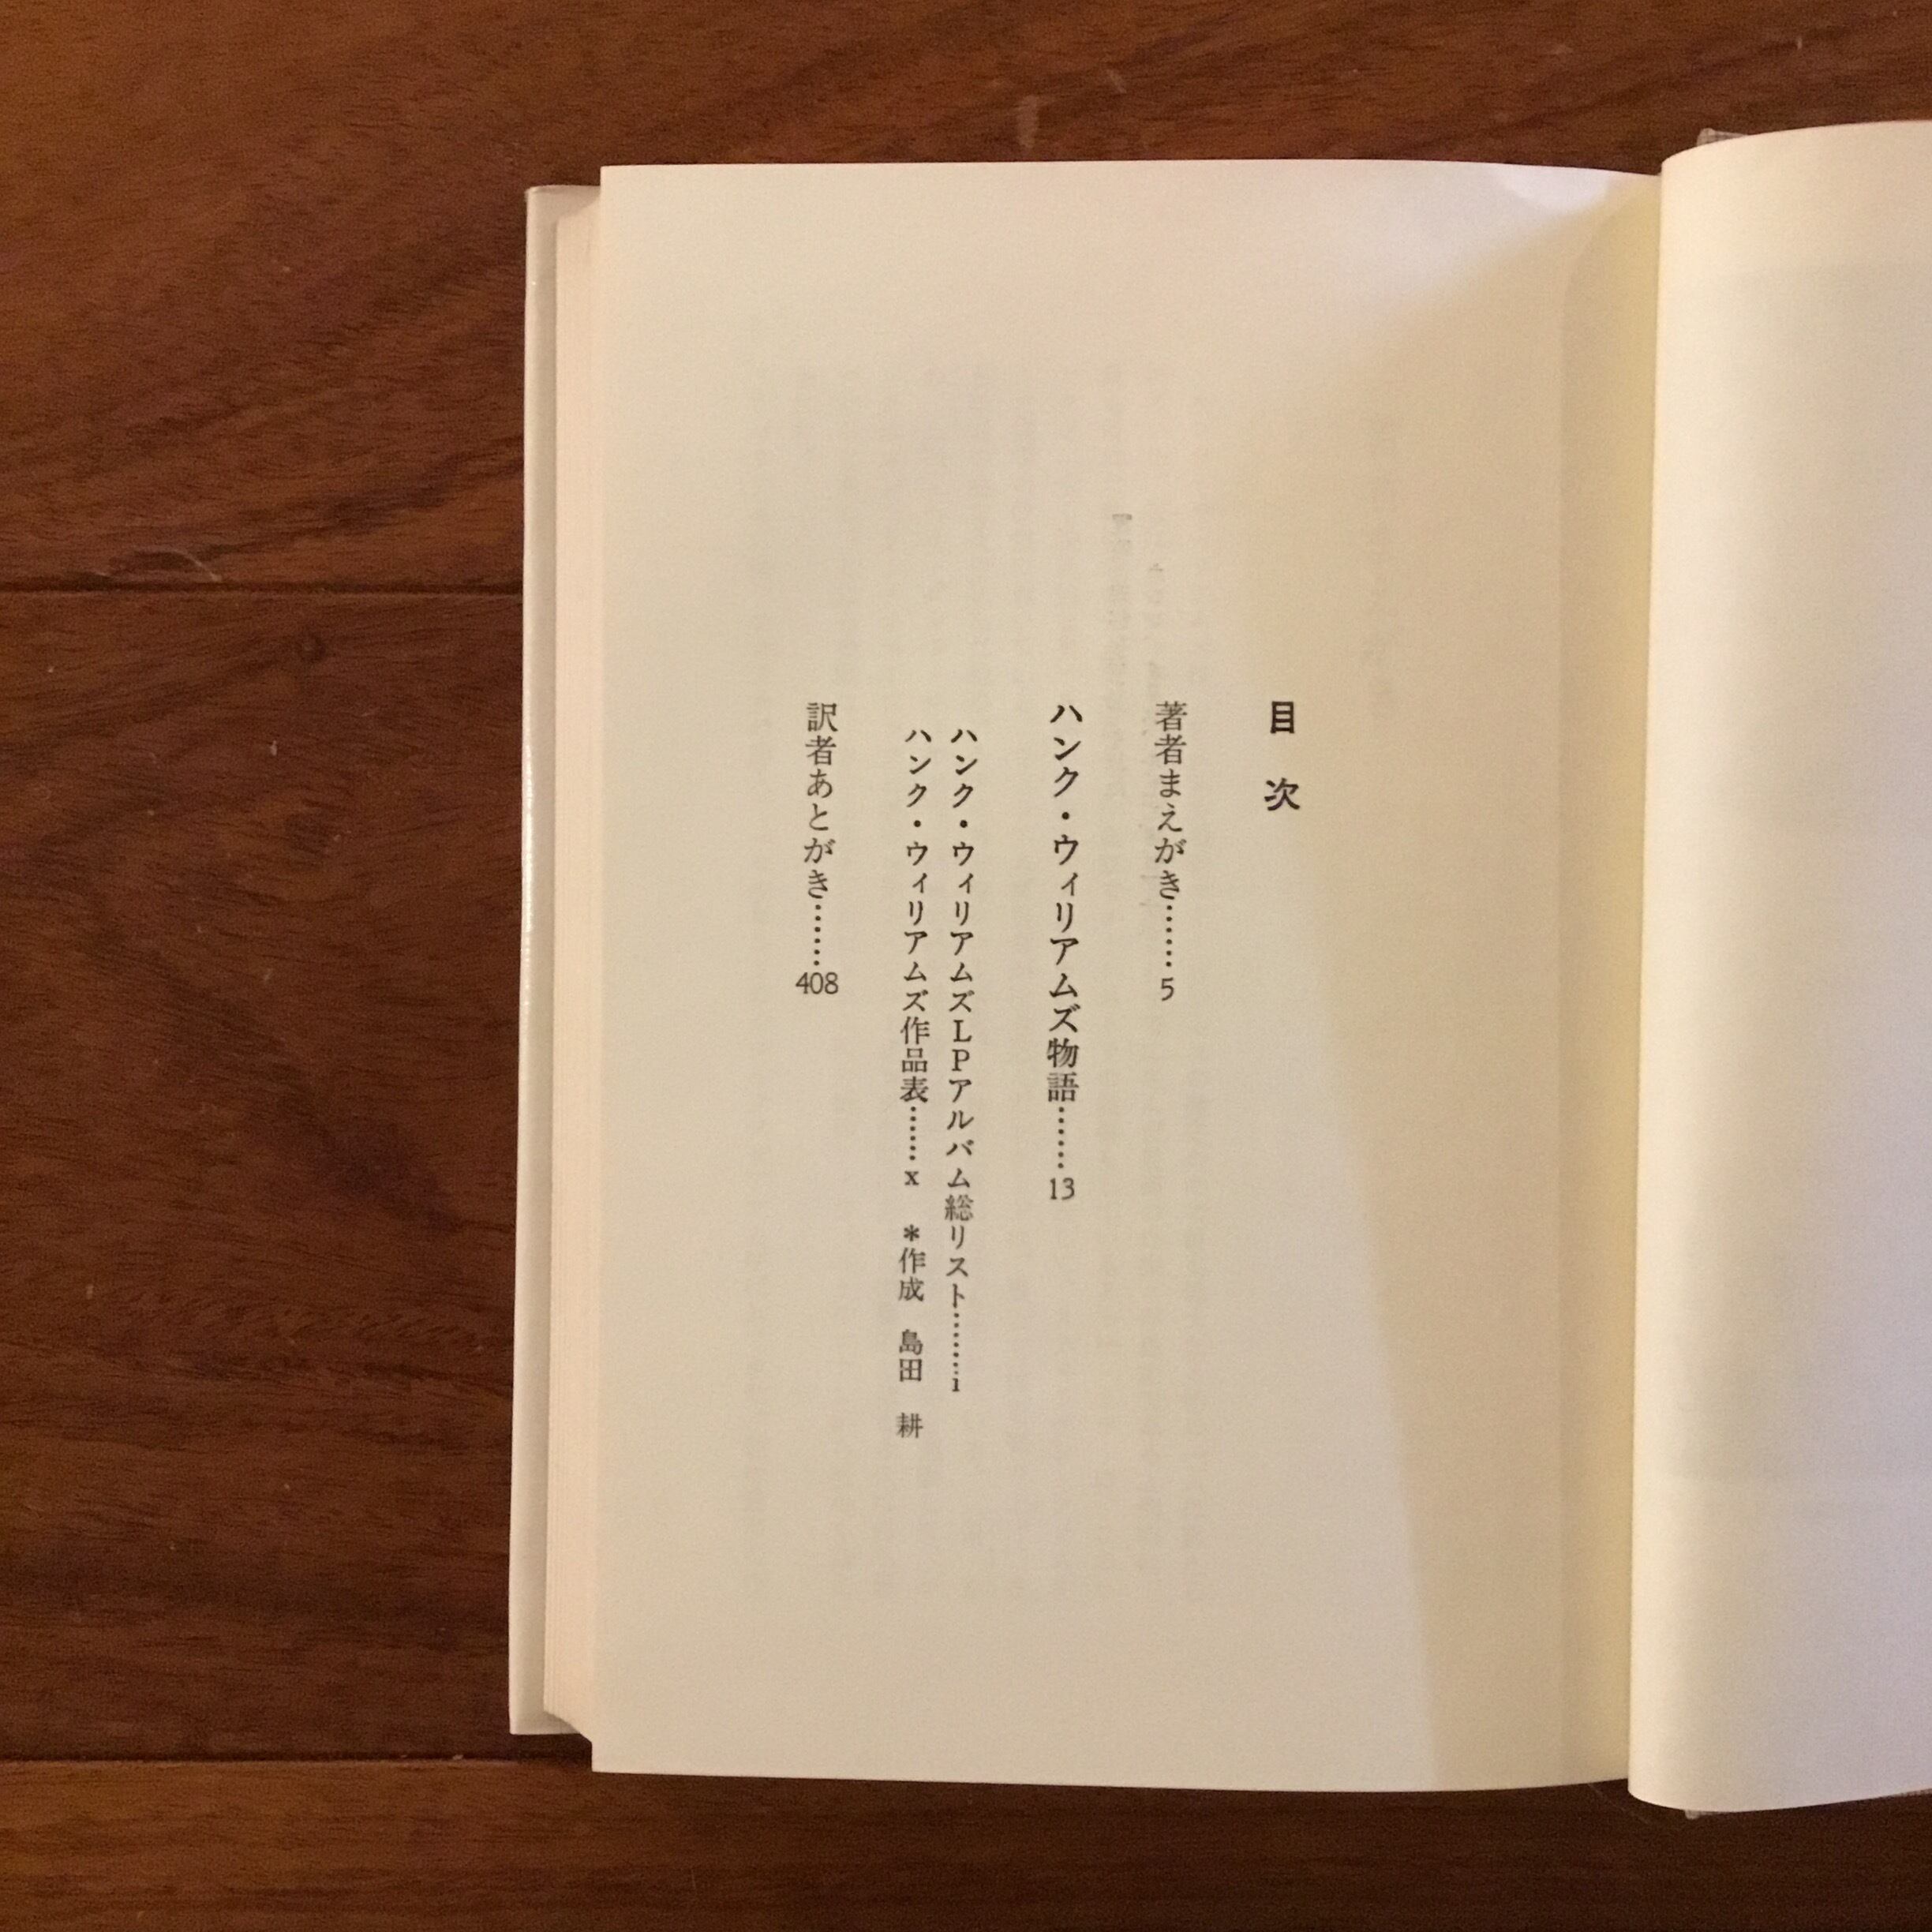 目次
著者まえがき……5
ハンク・ウィリアムズ物語……13
ハンク・ウィリアムズLPアルバム総リスト………i
ハンク・ウィリアムズ作品表……x ＊作成 島田 耕
訳者あとがき……408